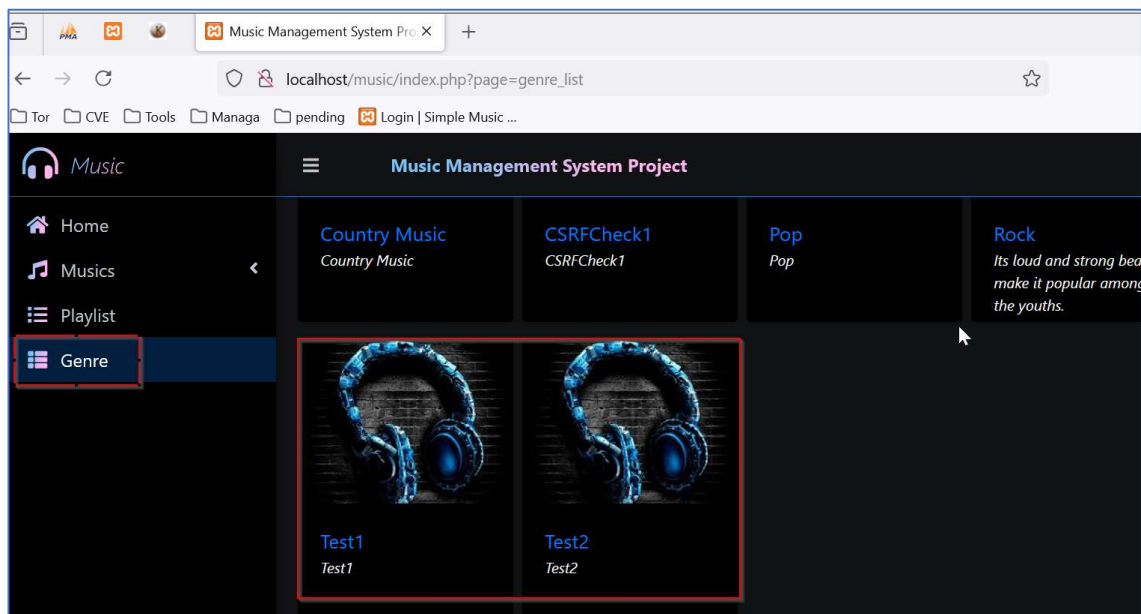 PMA
Music Management System Pro
localhost/music/index.php?page=genre_list
Tor CVE Tools Managa pending Login | Simple Music ...
Music
Music Management System Project
Home
Musics
Playlist
Genre
Country Music
Country Music
CSRFCheck1
CSRFCheck1
Pop
Pop
Rock
Its loud and strong bea
make it popular among
the youths.
Test1
Test1
Test2
Test2